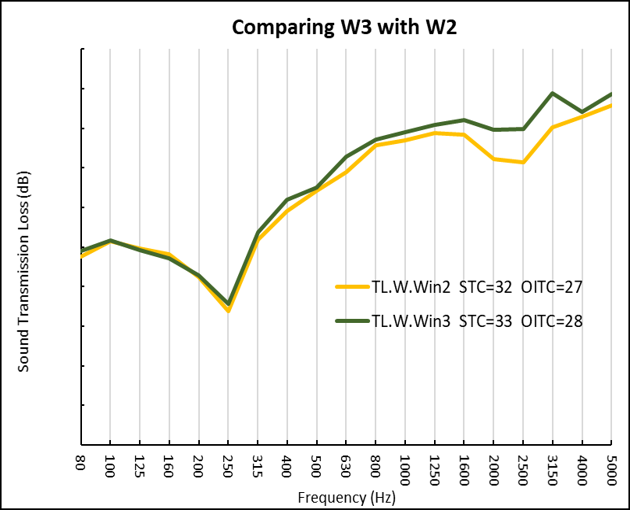 Comparing W3 with W2
Sound Transmission Loss (dB)
TL.W.Win2 STC=32 OITC=27
TL.W.Win3 STC=33 OITC=28
80 100 125 160 200 250 315 400 500 630 800 1000 1250 1600 2000 2500 3150 4000 5000
Frequency (Hz)